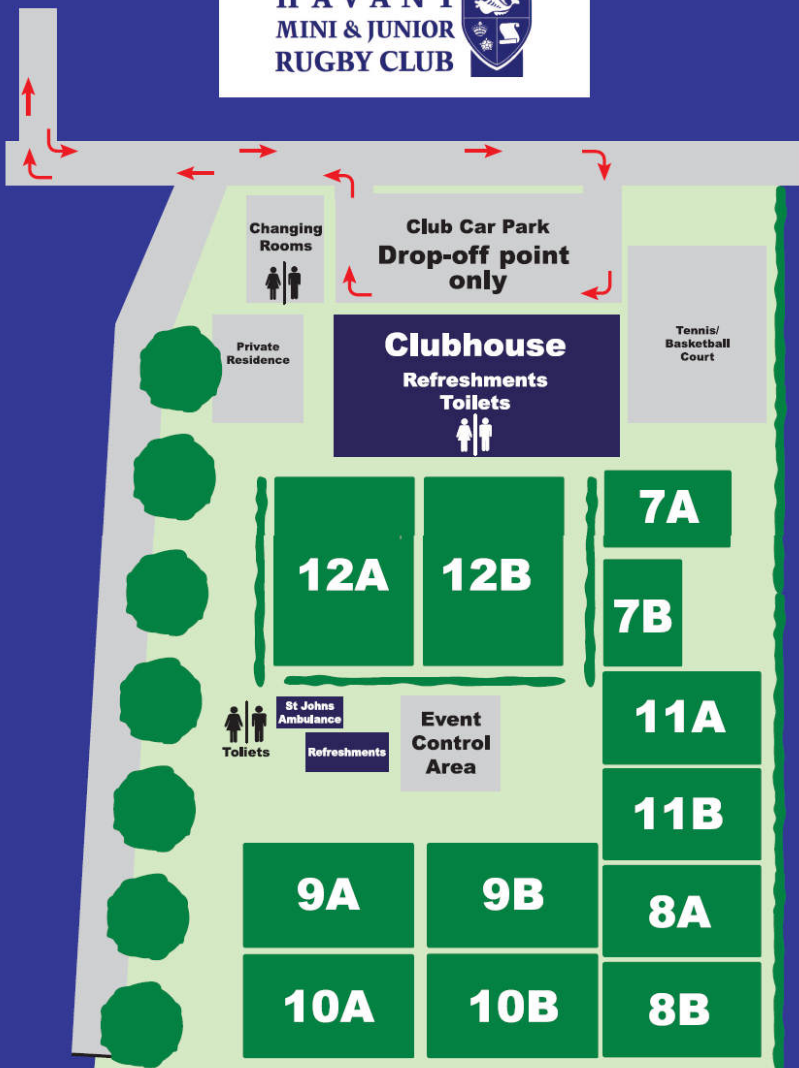 HAVANT
MINI & JUNIOR
RUGBY CLUB
Changing
Rooms
Club Car Park
Drop-off point
only
Private
Residence
Clubhouse
Refreshments
Toilets
Tennis/
Basketball
Court
7A
12A
12B
7B
St Johns
Ambulance
Toliets
Refreshments
Event
Control
Area
11A
11B
9A
9B
8A
10A
10B
8B